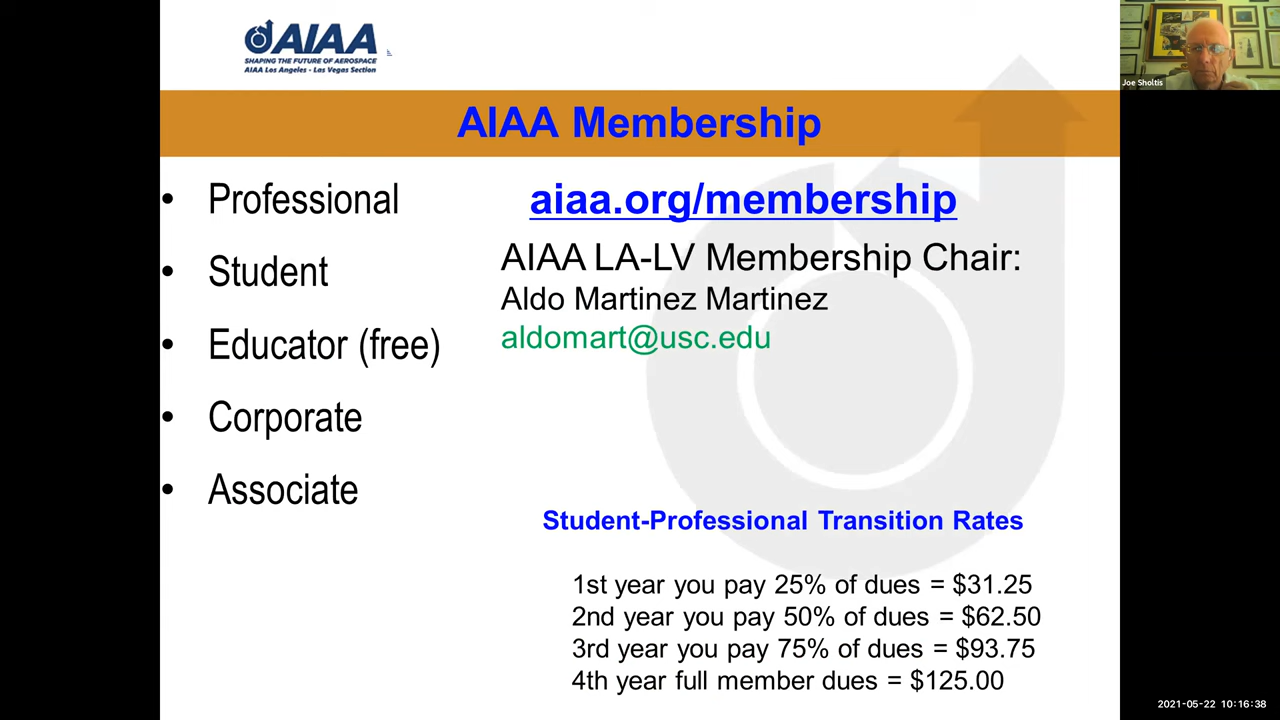 AIAA
SHAPING THE FUTURE OF AEROSPACE
AIAA Los Angeles - Las Vegas Section
Joe Sholtis
AIAA Membership
• Professional
• Student
• Educator (free)
• Corporate
• Associate
aiaa.org/membership
AIAA LA-LV Membership Chair:
Aldo Martinez Martinez
aldomart@usc.edu
Student-Professional Transition Rates
1st year you pay 25% of dues = $31.25
2nd year you pay 50% of dues = $62.50
3rd year you pay 75% of dues = $93.75
4th year full member dues = $125.00
2021-05-22 10:16:38